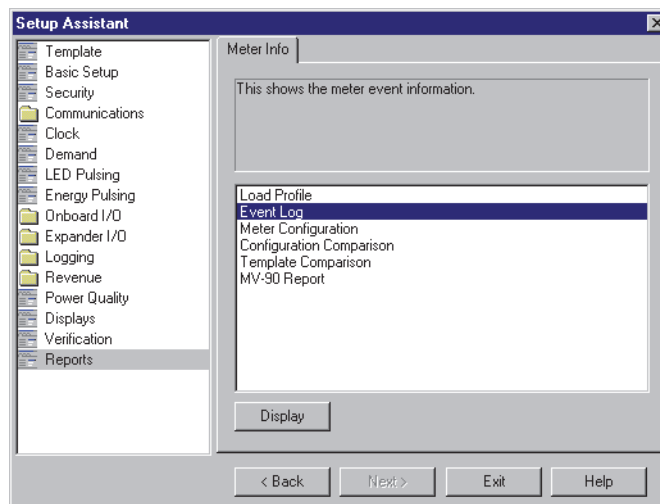 Setup Assistant
Template
Basic Setup
Security
Communications
Clock
Demand
LED Pulsing
Energy Pulsing
Onboard I/O
Expander I/O
Logging
Revenue
Power Quality
Displays
Verification
Reports
Meter Info
This shows the meter event information.
Load Profile
Event Log
Meter Configuration
Configuration Comparison
Template Comparison
MV-90 Report
Display
< Back
Next >
Exit
Help